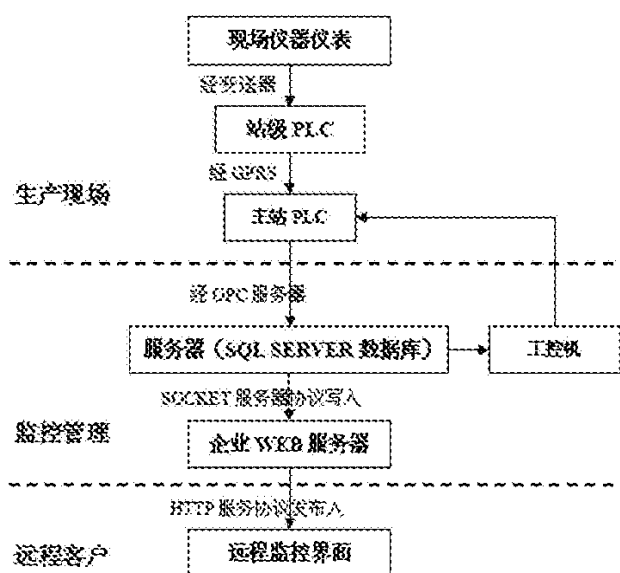 现场仪器仪表
经变送器
站级 PLC
经 GPRS
生产现场
主站 PLC
经 OPC 服务器
服务器（SQL SERVER 数据库）
工控机
SOCKET 服务器协议写入
监控管理
企业 WEB 服务器
HTTP 服务协议发布入
远程客户
远程监控界面